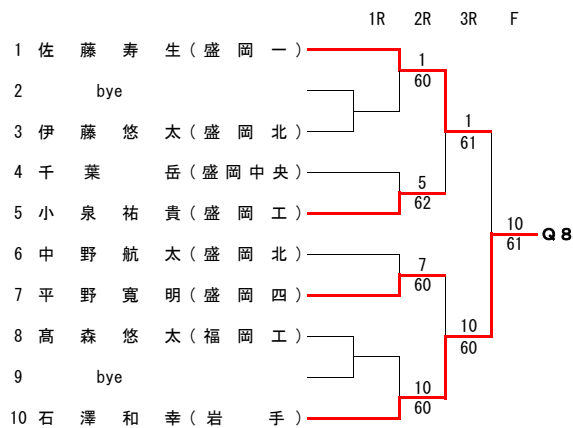 1R 2R 3R F
1 佐藤寿生(盛岡一)
1
60
2 bye
3 伊藤悠太(盛岡北)
1
61
4 千葉岳(盛岡中央)
5
62
5 小泉祐貴(盛岡工)
10
61
Q8
6 中野航太(盛岡北)
7
60
7 平野寛明(盛岡四)
8 髙森悠太(福岡工)
10
60
9 bye
10
60
10 石澤和幸(岩手)